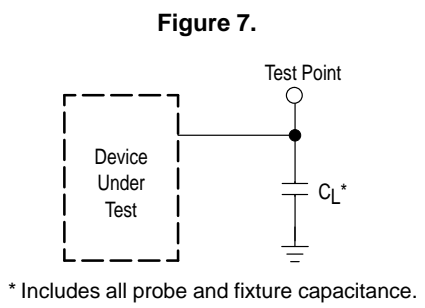 Figure 7.
Test Point
Device
Under
Test
CL*
* Includes all probe and fixture capacitance.